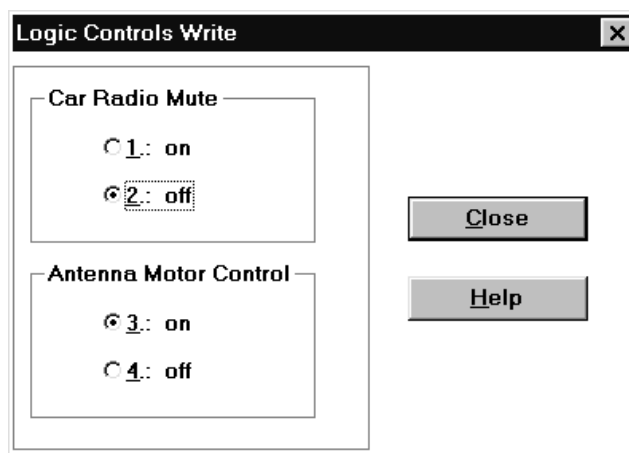 Logic Controls Write
Car Radio Mute
1.: on
2.: off
Antenna Motor Control
3.: on
4.: off
Close
Help